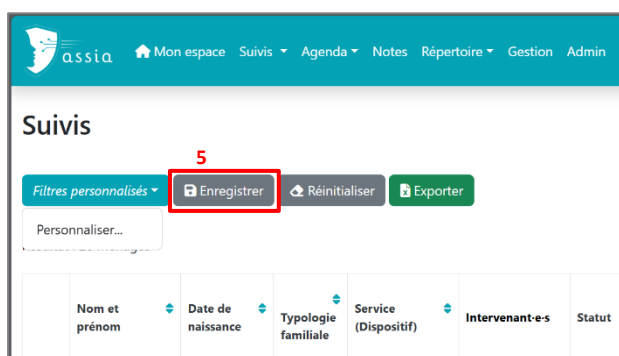 assia Mon espace Suivis Agenda Notes Répertoire Gestion Admin
Suivis
5
Filtres personnalisés Enregistrer Réinitialiser Exporter
Personnaliser...
Nom et prénom Date de naissance Typologie familiale Service (Dispositif) Intervenant·e·s Statut